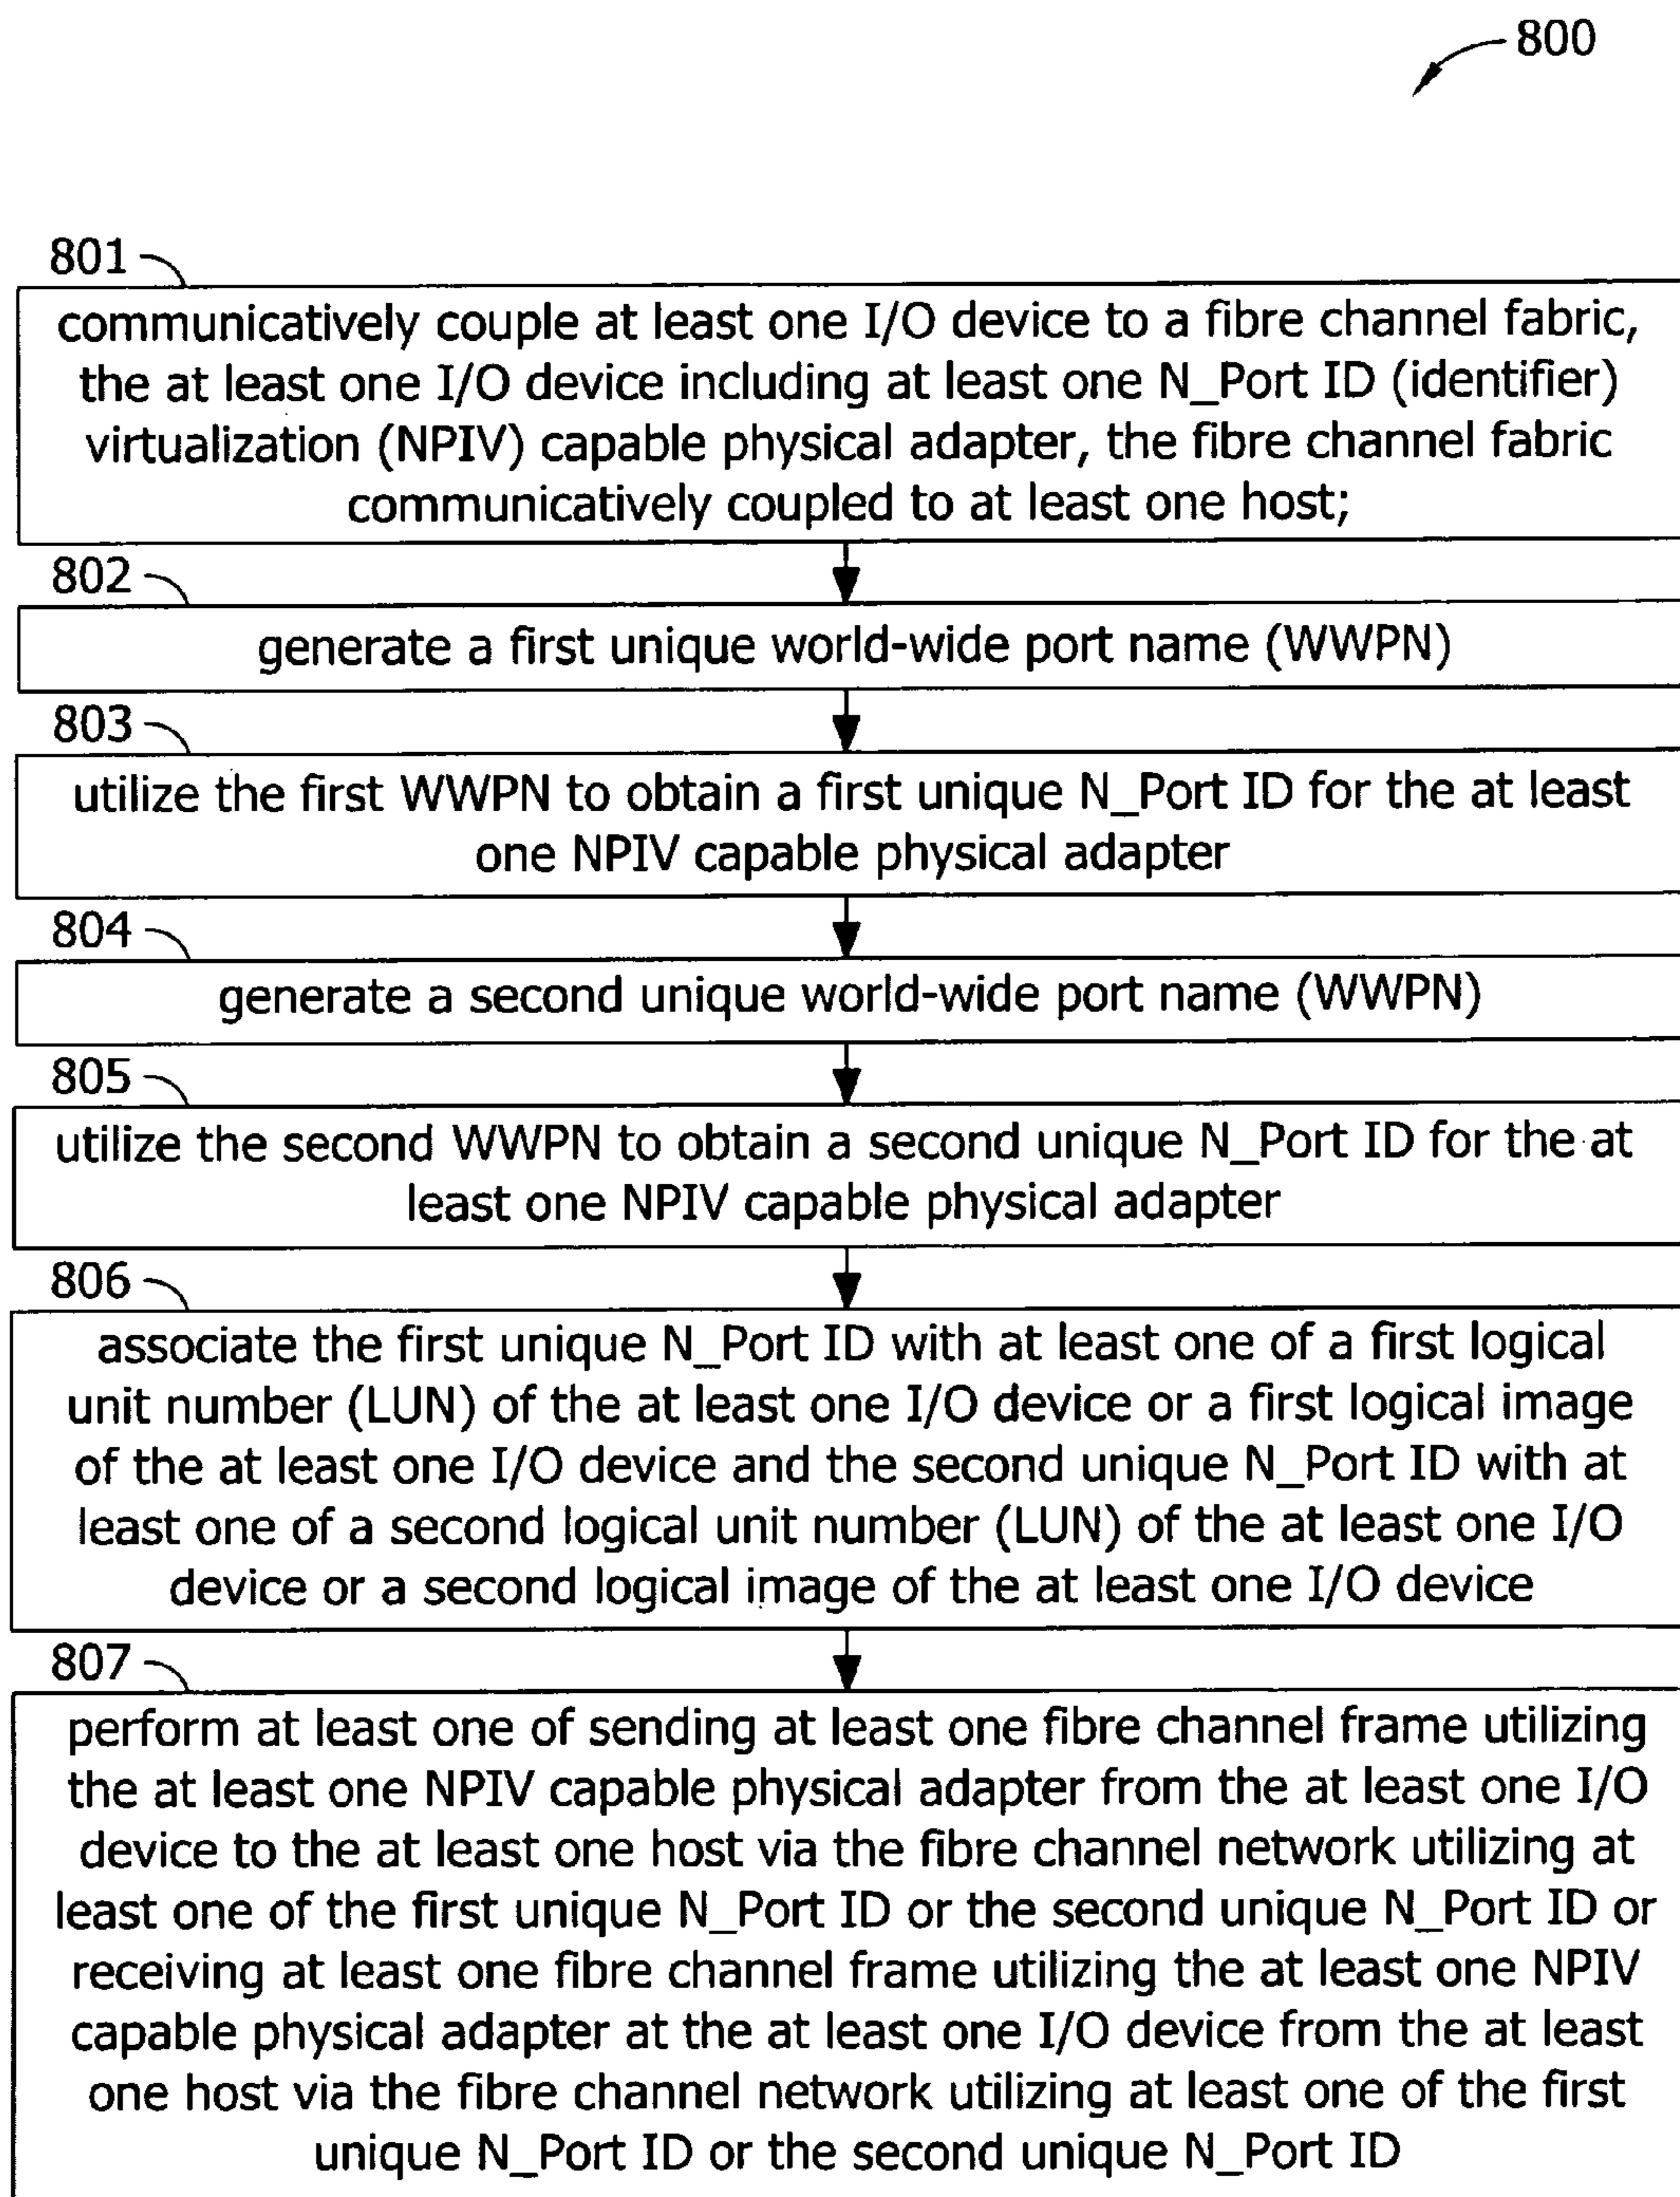 800
801
communicatively couple at least one I/O device to a fibre channel fabric,
the at least one I/O device including at least one N_Port ID (identifier)
virtualization (NPIV) capable physical adapter, the fibre channel fabric
communicatively coupled to at least one host;
802
generate a first unique world-wide port name (WWPN)
803
utilize the first WWPN to obtain a first unique N_Port ID for the at least
one NPIV capable physical adapter
804
generate a second unique world-wide port name (WWPN)
805
utilize the second WWPN to obtain a second unique N_Port ID for the at
least one NPIV capable physical adapter
806
associate the first unique N_Port ID with at least one of a first logical
unit number (LUN) of the at least one I/O device or a first logical image
of the at least one I/O device and the second unique N_Port ID with at
least one of a second logical unit number (LUN) of the at least one I/O
device or a second logical image of the at least one I/O device
807
perform at least one of sending at least one fibre channel frame utilizing
the at least one NPIV capable physical adapter from the at least one I/O
device to the at least one host via the fibre channel network utilizing at
least one of the first unique N_Port ID or the second unique N_Port ID or
receiving at least one fibre channel frame utilizing the at least one NPIV
capable physical adapter at the at least one I/O device from the at least
one host via the fibre channel network utilizing at least one of the first
unique N_Port ID or the second unique N_Port ID